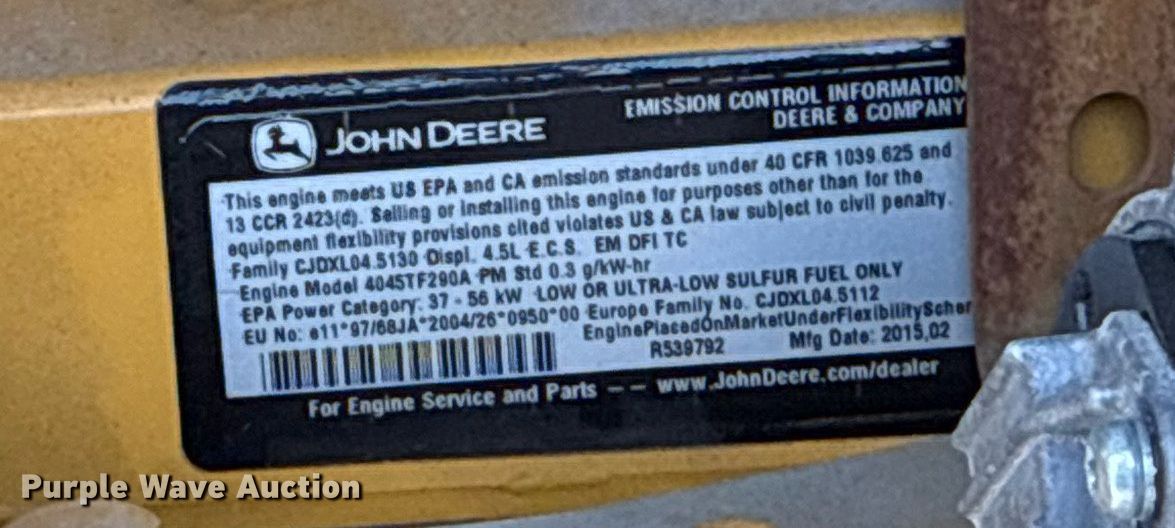 JOHN DEERE
EMISSION CONTROL INFORMATION
DEERE & COMPANY
This engine meets US EPA and CA emission standards under 40 CFR 1039.625 and
13 CCR 2423(d). Selling or installing this engine for purposes other than for the
equipment flexibility provisions cited violates US & CA law subject to civil penalty.
Family CJDXL04.5130 Displ. 4.5L E.C.S. EM DFI TC
Engine Model 4045TF290A PM Std 0.3 g/kW-hr
EPA Power Category: 37 - 56 kW LOW OR ULTRA-LOW SULFUR FUEL ONLY
EU No: e11*97/68JA*2004/26*0950*00 Europe Family No. CJDXL04.5112
EnginePlacedOnMarketUnderFlexibilityScher
R539792 Mfg Date: 2015,02
For Engine Service and Parts -- www.JohnDeere.com/dealer
Purple Wave Auction